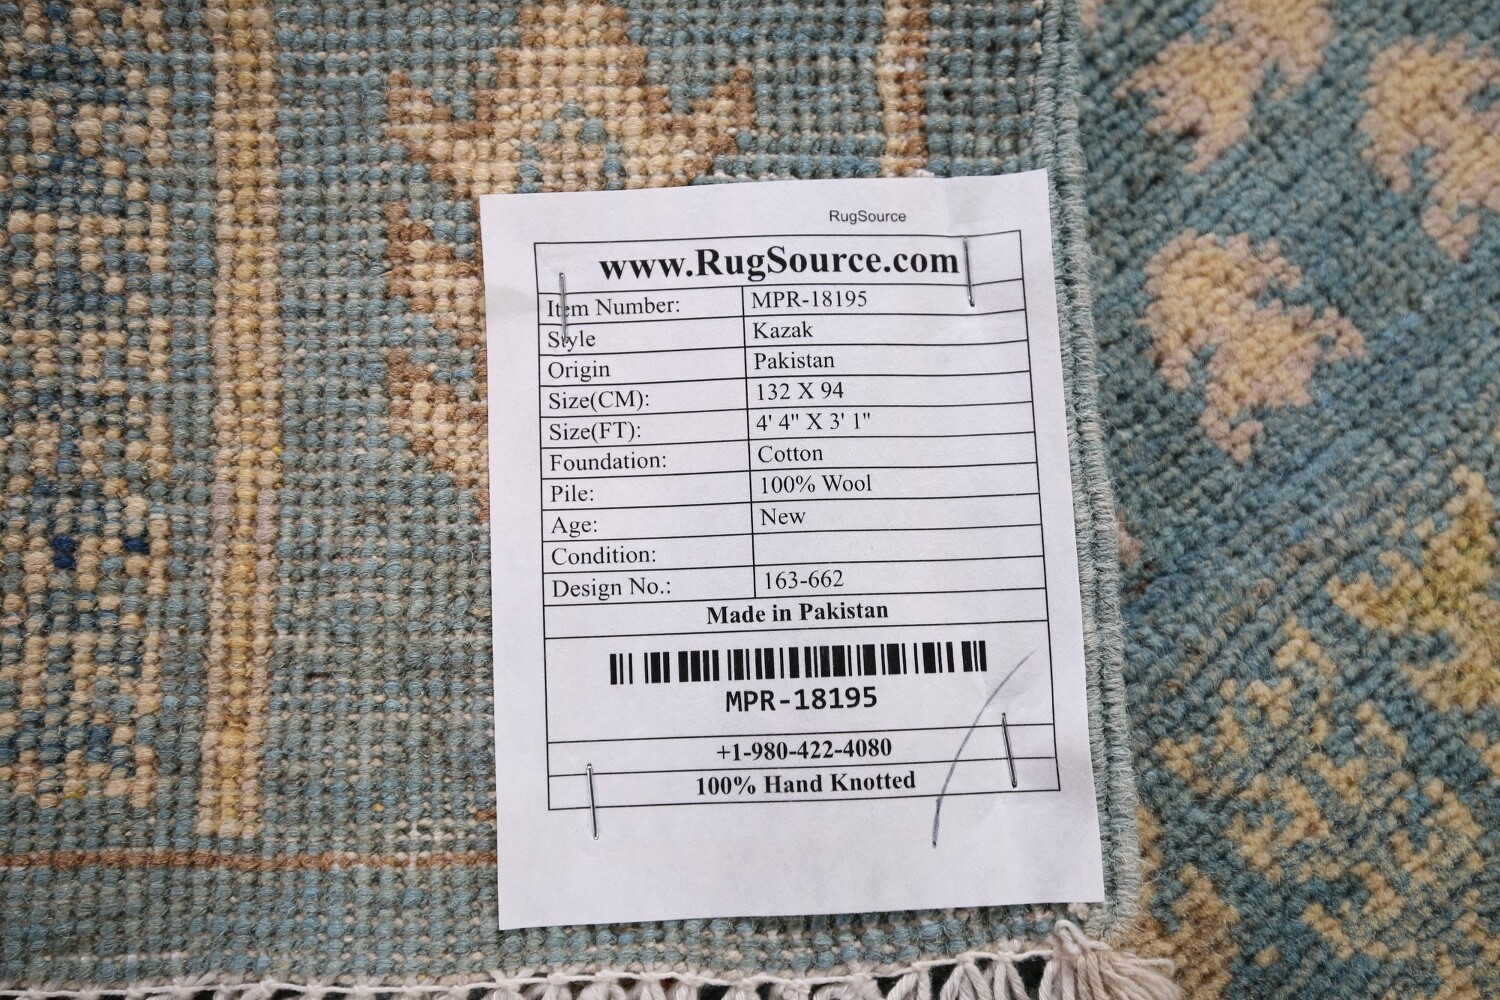 RugSource
www.RugSource.com
Item Number: MPR-18195
Style Kazak
Origin Pakistan
Size(CM): 132 X 94
Size(FT): 4' 4" X 3' 1"
Foundation: Cotton
Pile: 100% Wool
Age: New
Condition:
Design No.: 163-662
Made in Pakistan
MPR-18195
+1-980-422-4080
100% Hand Knotted